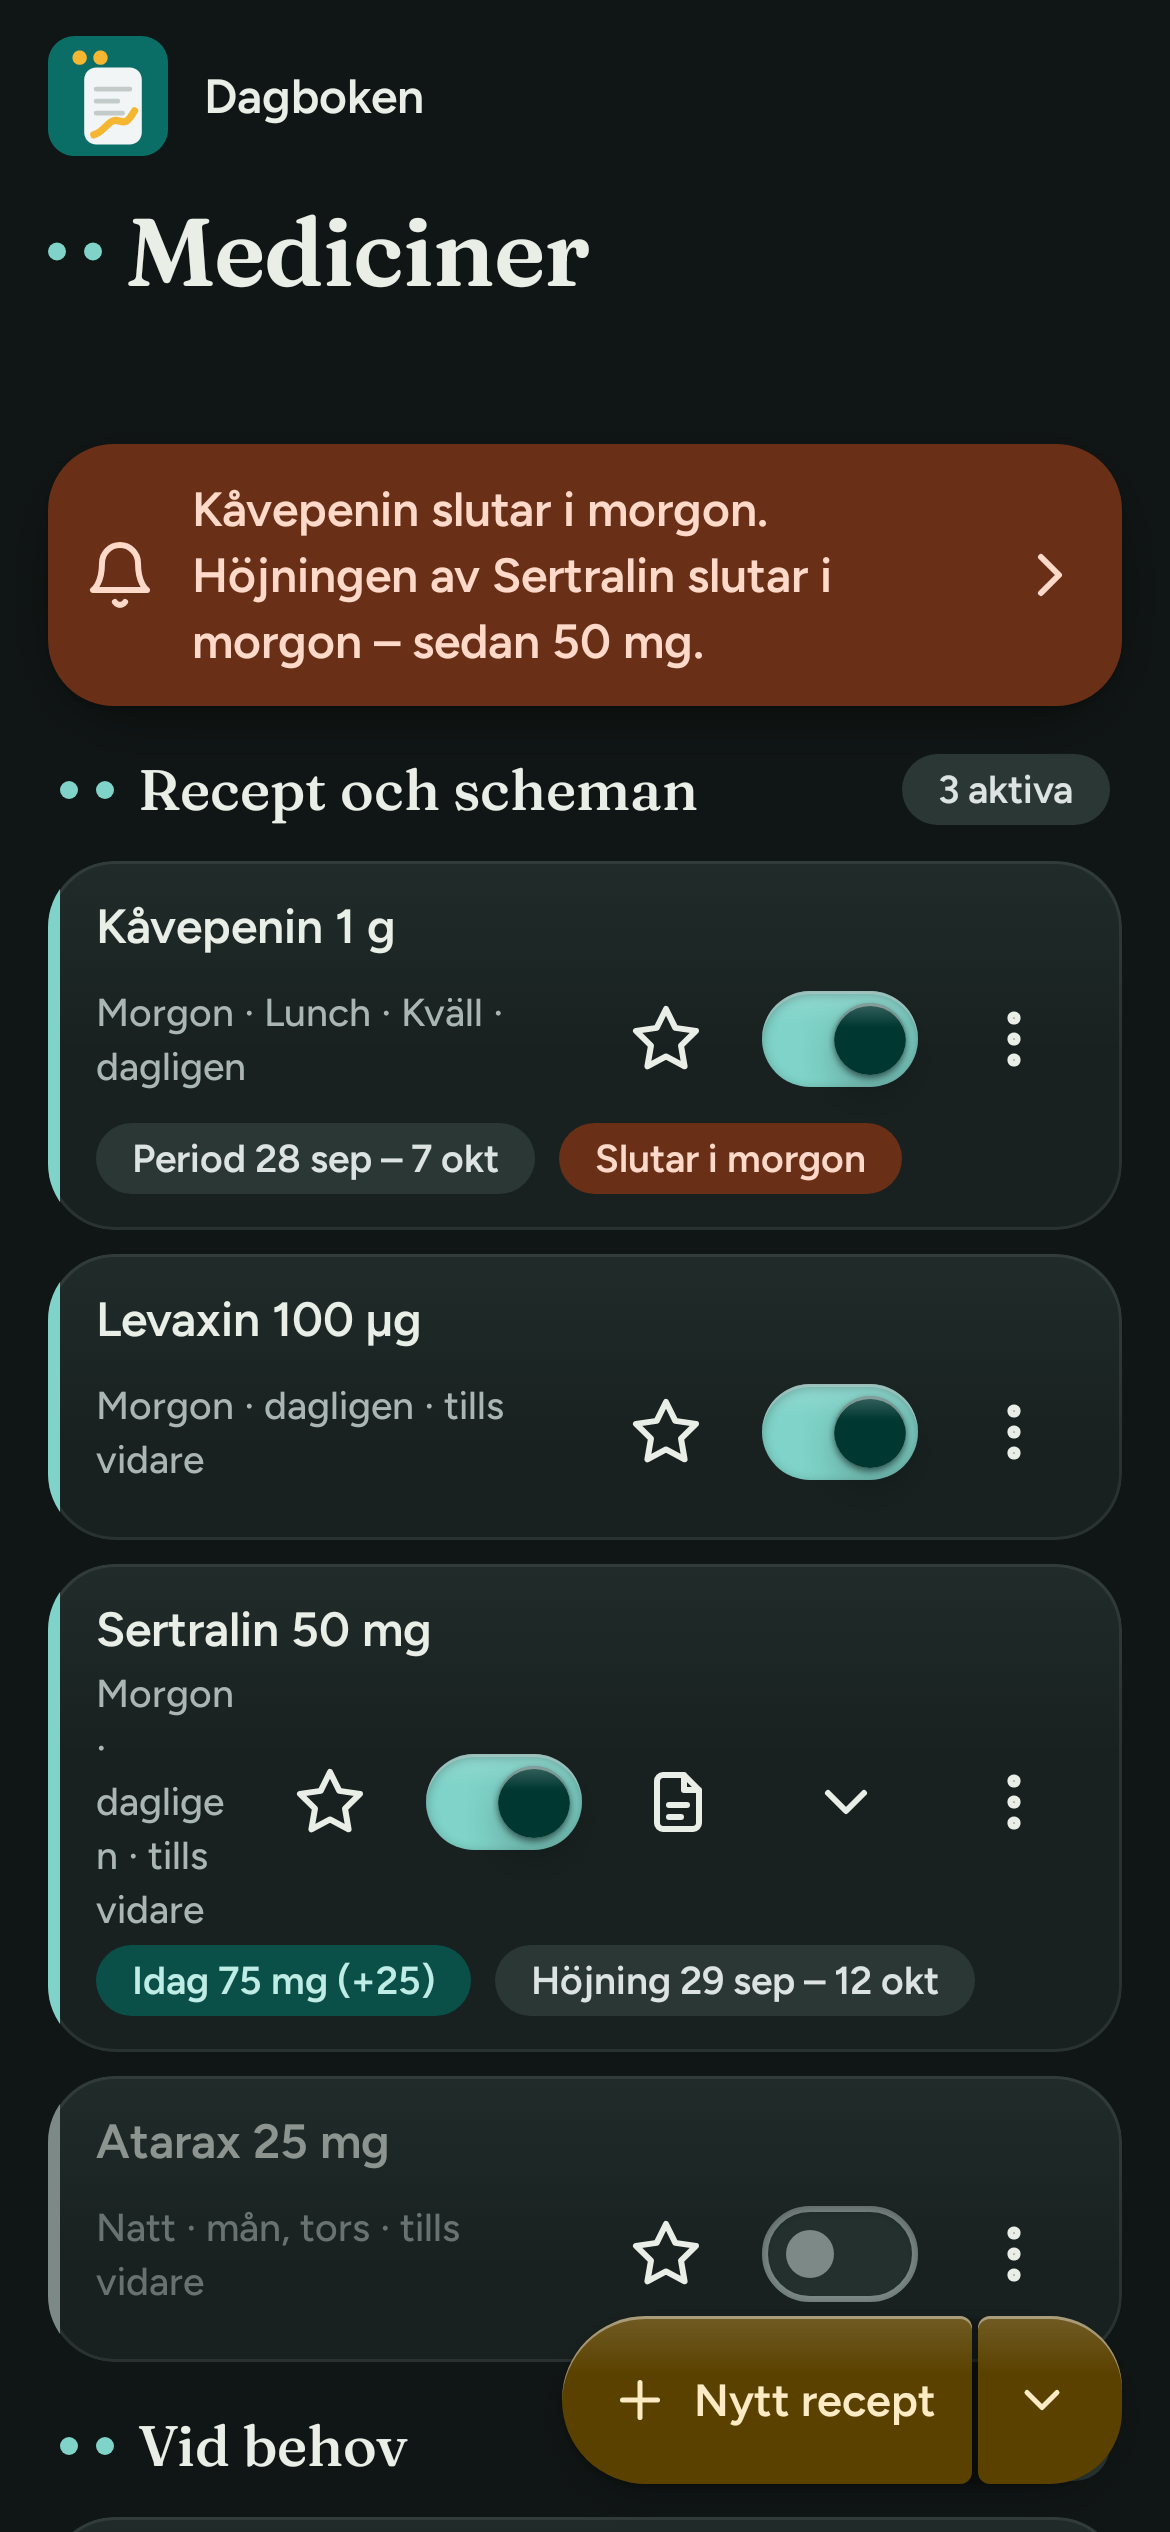 Dagboken
Mediciner
Kåvepenin slutar i morgon.
Höjningen av Sertralin slutar i
morgon – sedan 50 mg.
Recept och scheman
3 aktiva
Kåvepenin 1 g
Morgon · Lunch · Kväll ·
dagligen
Period 28 sep – 7 okt
Slutar i morgon
Levaxin 100 µg
Morgon · dagligen · tills
vidare
Sertralin 50 mg
Morgon
·
daglige
n · tills
vidare
Idag 75 mg (+25)
Höjning 29 sep – 12 okt
Atarax 25 mg
Natt · mån, tors · tills
vidare
Nytt recept
Vid behov